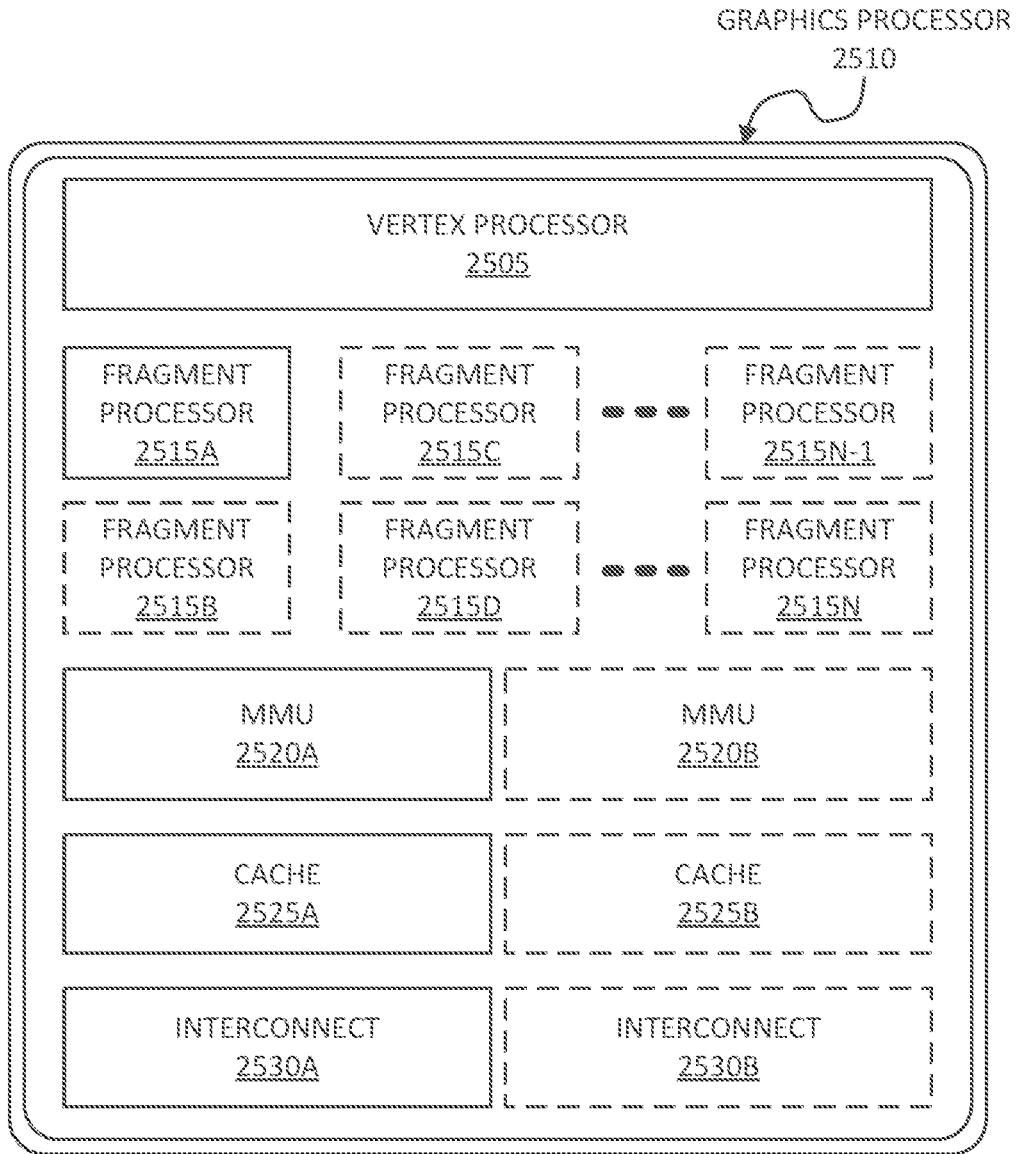 GRAPHICS PROCESSOR
2510
VERTEX PROCESSOR
2505
FRAGMENT
PROCESSOR
2515A
FRAGMENT
PROCESSOR
2515C
FRAGMENT
PROCESSOR
2515N-1
FRAGMENT
PROCESSOR
2515B
FRAGMENT
PROCESSOR
2515D
FRAGMENT
PROCESSOR
2515N
MMU
2520A
MMU
2520B
CACHE
2525A
CACHE
2525B
INTERCONNECT
2530A
INTERCONNECT
2530B